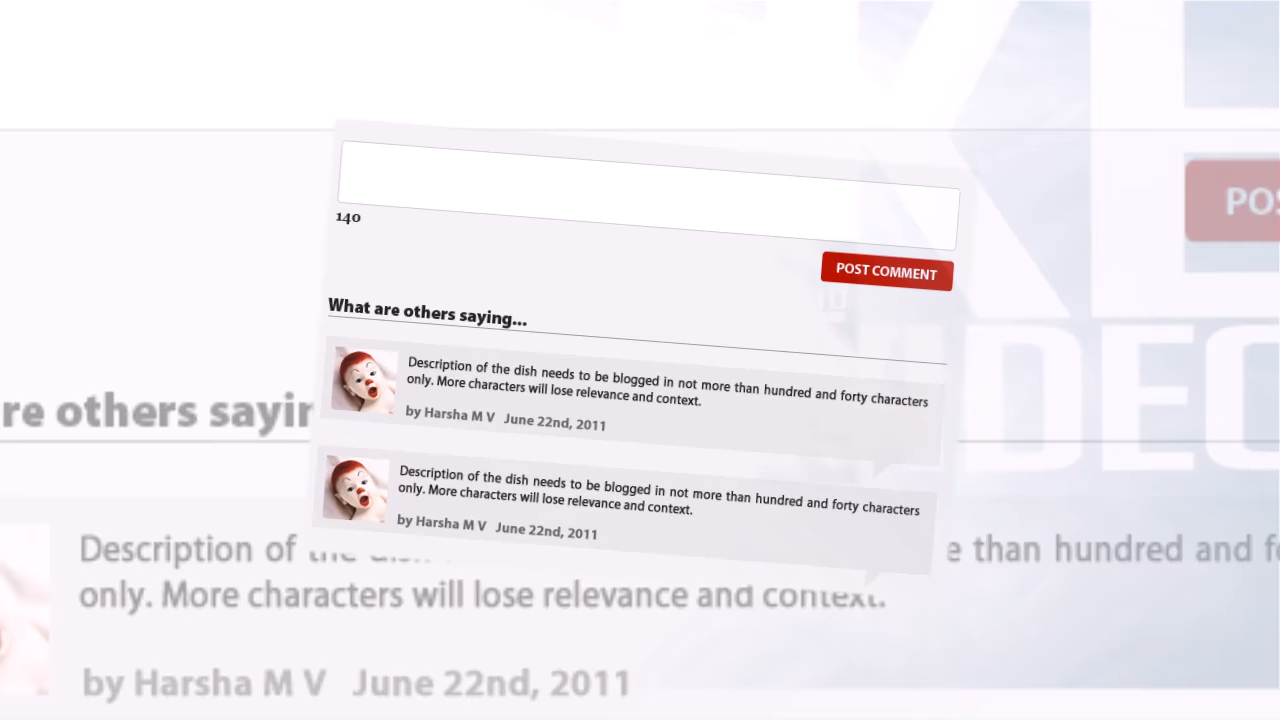 140
POST COMMENT
What are others saying...
Description of the dish needs to be blogged in not more than hundred and forty characters
only. More characters will lose relevance and context.
by Harsha M V June 22nd, 2011
Description of the dish needs to be blogged in not more than hundred and forty characters
only. More characters will lose relevance and context.
by Harsha M V June 22nd, 2011
re others sayin
Description of the than hundred and
only. More characters will lose relevance and context.
by Harsha M V June 22nd, 2011